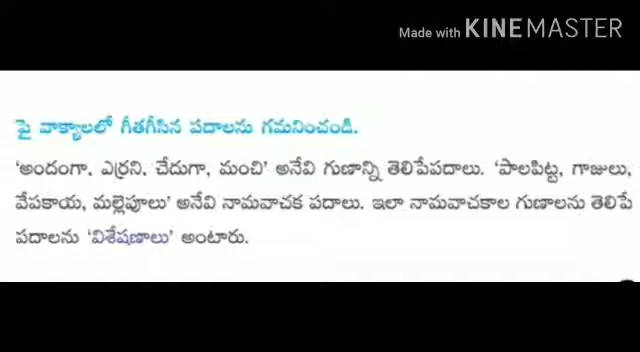 Made with KINEMASTER
పై వాక్యాలలో గీతగీసిన పదాలను గమనించండి.
‘అందంగా, ఎర్రని, చేదుగా, మంచి’ అనేవి గుణాన్ని తెలిపేపదాలు. ‘పాలపిట్ట, గాజులు,
వేపకాయ, మల్లెపూలు’ అనేవి నామవాచక పదాలు. ఇలా నామవాచకాల గుణాలను తెలిపే
పదాలను ‘విశేషణాలు’ అంటారు.